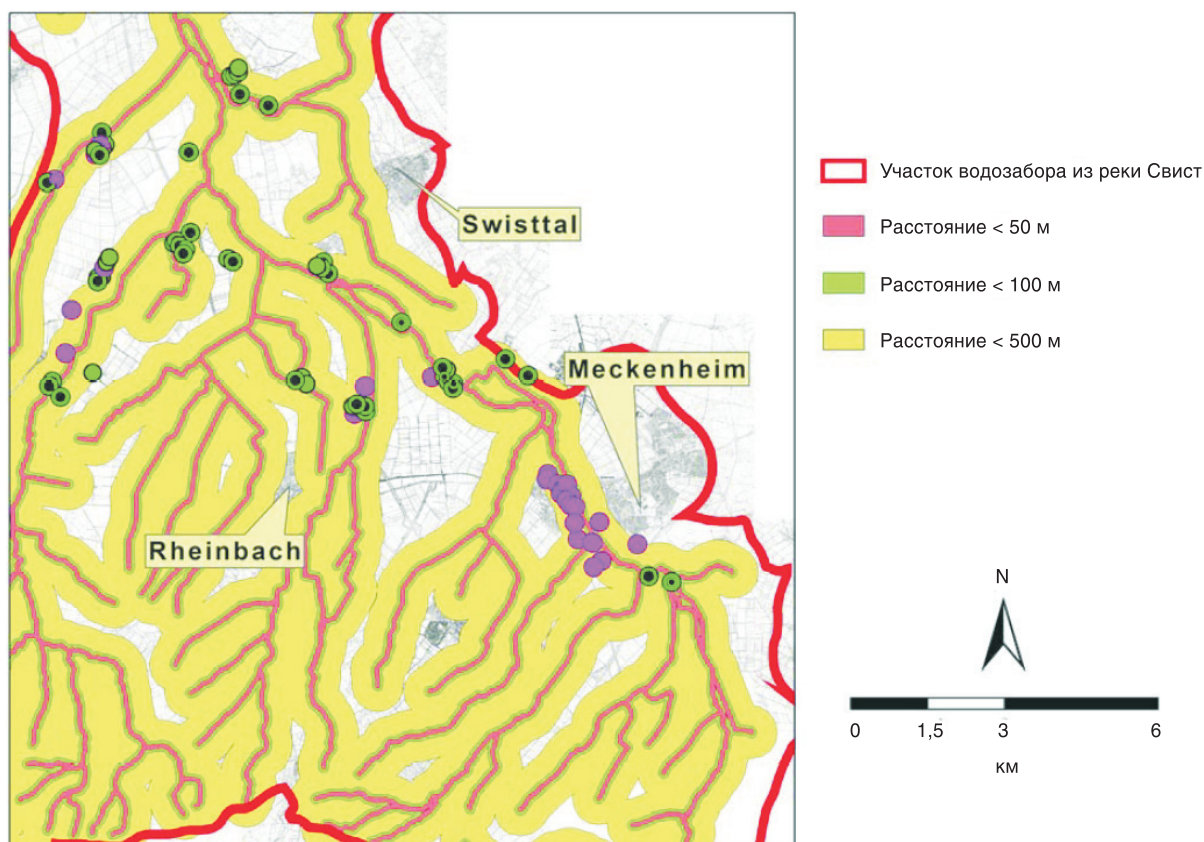 Swisttal
Meckenheim
Rheinbach
Участок водозабора из реки Свист
Расстояние < 50 м
Расстояние < 100 м
Расстояние < 500 м
N
0 1,5 3 6
км